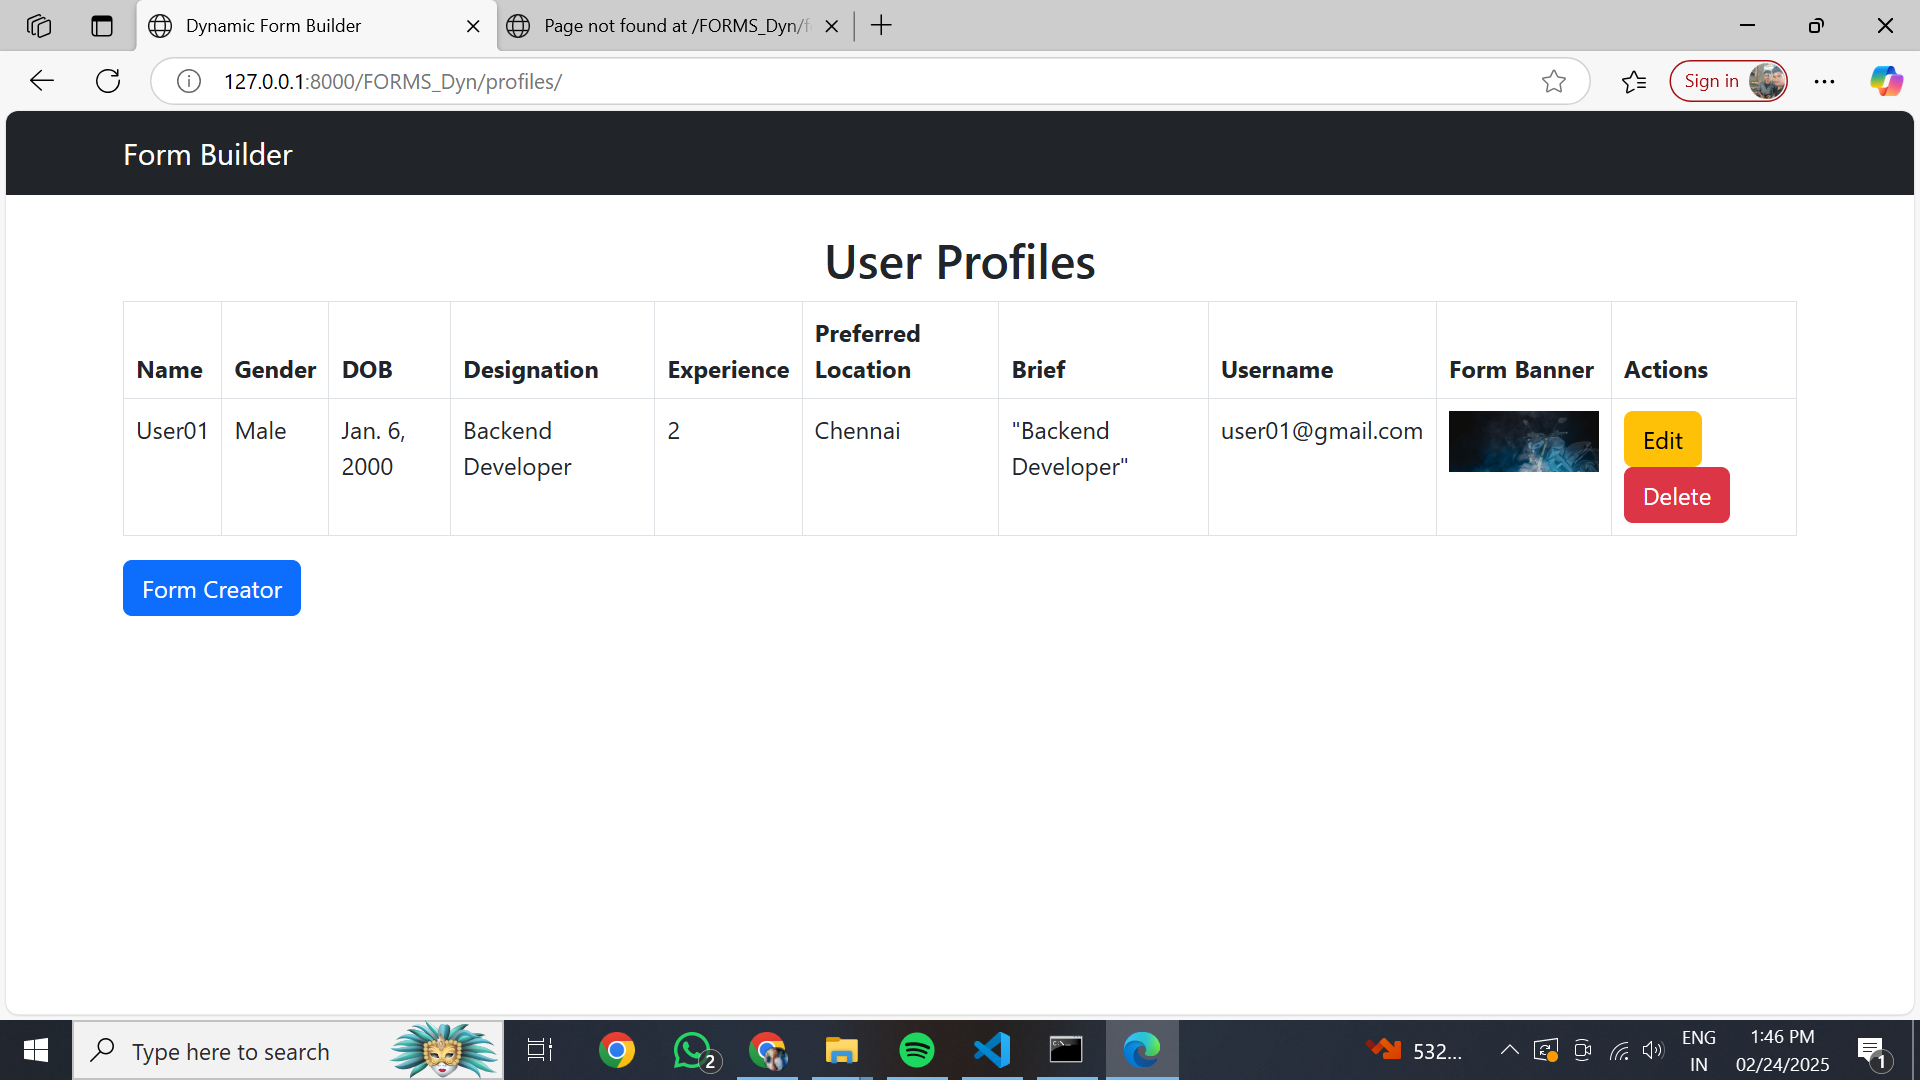 Dynamic Form Builder
Page not found at /FORMS_Dyn/f
127.0.0.1:8000/FORMS_Dyn/profiles/
Sign in
Form Builder
User Profiles
Name Gender DOB Designation Experience Preferred Location Brief Username Form Banner Actions
User01 Male Jan. 6, 2000 Backend Developer 2 Chennai "Backend Developer" user01@gmail.com Edit
Delete
Form Creator
Type here to search
2
532...
ENG
IN
1:46 PM
02/24/2025
1